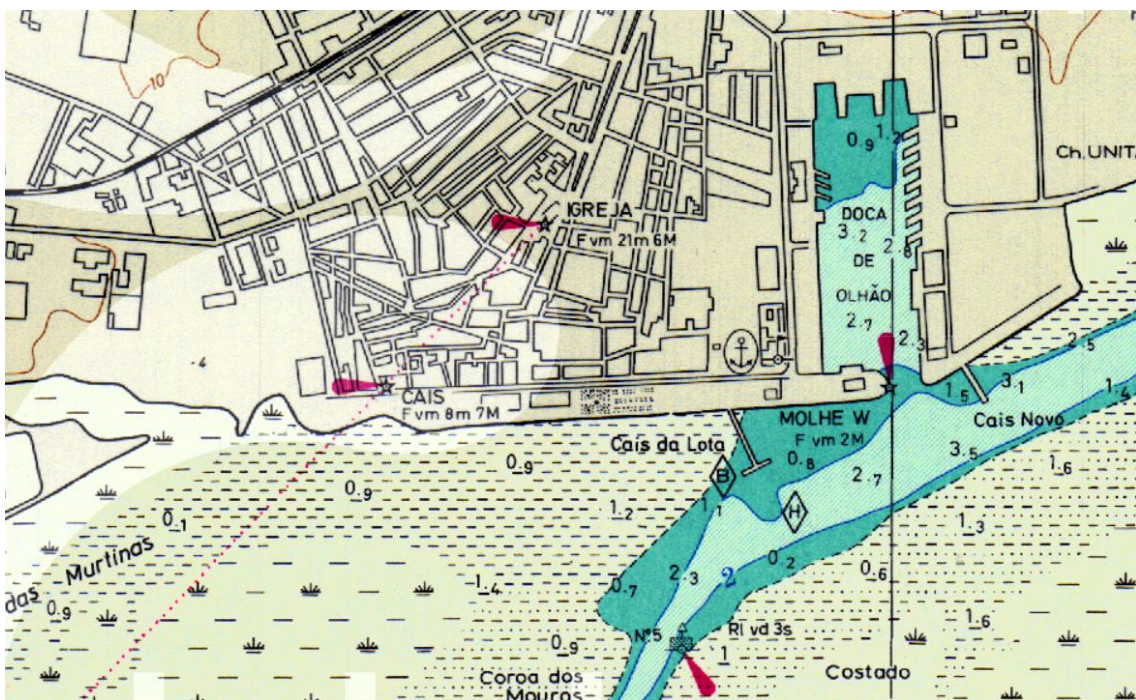 10
Ch. UNITA
0.9
1.2
IGREJA
F vm 21m 6M
DOCA
3.2
2.8
DE
OLHÃO
2.7
2.3
4
2.5
3.1
1.5
1.4
CAIS
F vm 8m 7M
MOLHE W
F vm 2M
Cais Novo
Cais da Lota
0.9
0.8
3.5
B
2.7
1.6
0.9
H
1.1
1.2
0.1
1.3
Murtinas
das
0.2
2.3
2
0.6
0.7
1.4
0.9
1.6
Nº5
Rl vd 3s
0.9
1
Coroa dos
Mouros
Costado